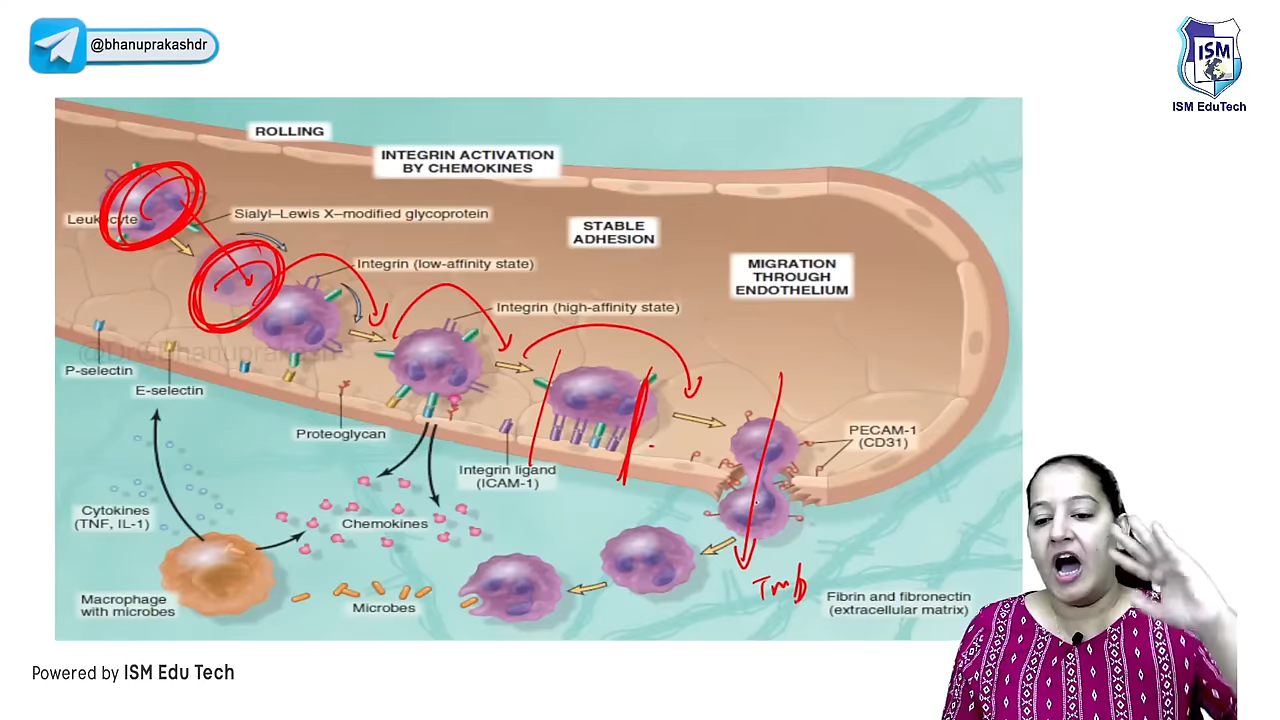 @bhanuprakashdr
ISM
ISM EduTech
ROLLING
INTEGRIN ACTIVATION
BY CHEMOKINES
Leukocyte
Sialyl–Lewis X–modified glycoprotein
STABLE
ADHESION
Integrin (low-affinity state)
MIGRATION
THROUGH
ENDOTHELIUM
Integrin (high-affinity state)
P-selectin
E-selectin
Proteoglycan
PECAM-1
(CD31)
Integrin ligand
(ICAM-1)
Cytokines
(TNF, IL-1)
Chemokines
Macrophage
with microbes
Microbes
Fibrin and fibronectin
(extracellular matrix)
Powered by ISM Edu Tech